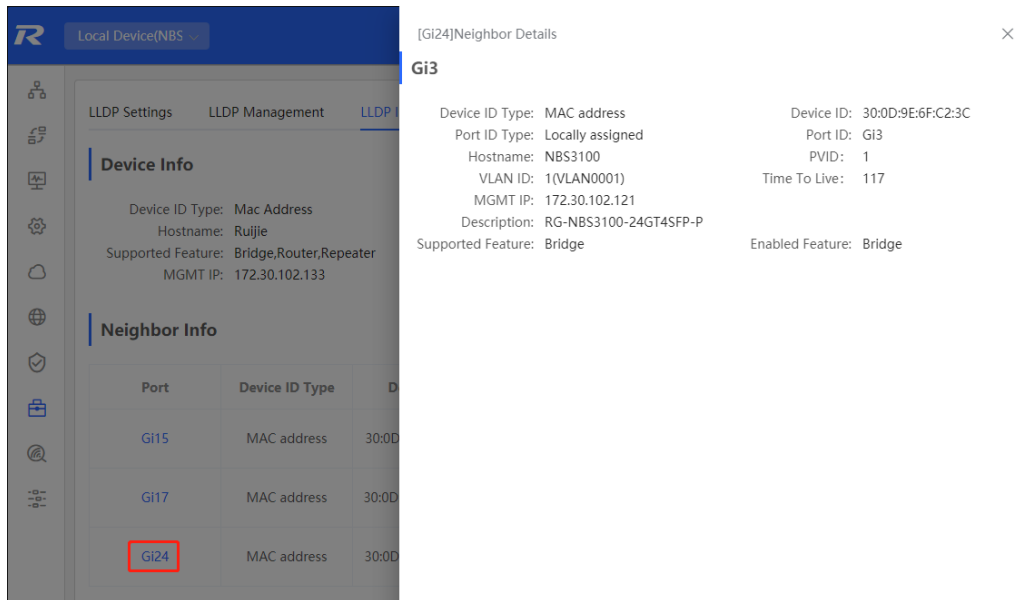 R
Local Device(NBS
LLDP Settings LLDP Management LLDP I
Device Info
Device ID Type: Mac Address
Hostname: Ruijie
Supported Feature: Bridge,Router,Repeater
MGMT IP: 172.30.102.133
Neighbor Info
Port Device ID Type D
Gi15 MAC address 30:0D
Gi17 MAC address 30:0D
Gi24 MAC address 30:0D
[Gi24]Neighbor Details
Gi3
Device ID Type: MAC address Device ID: 30:0D:9E:6F:C2:3C
Port ID Type: Locally assigned Port ID: Gi3
Hostname: NBS3100 PVID: 1
VLAN ID: 1(VLAN0001) Time To Live: 117
MGMT IP: 172.30.102.121
Description: RG-NBS3100-24GT4SFP-P
Supported Feature: Bridge Enabled Feature: Bridge